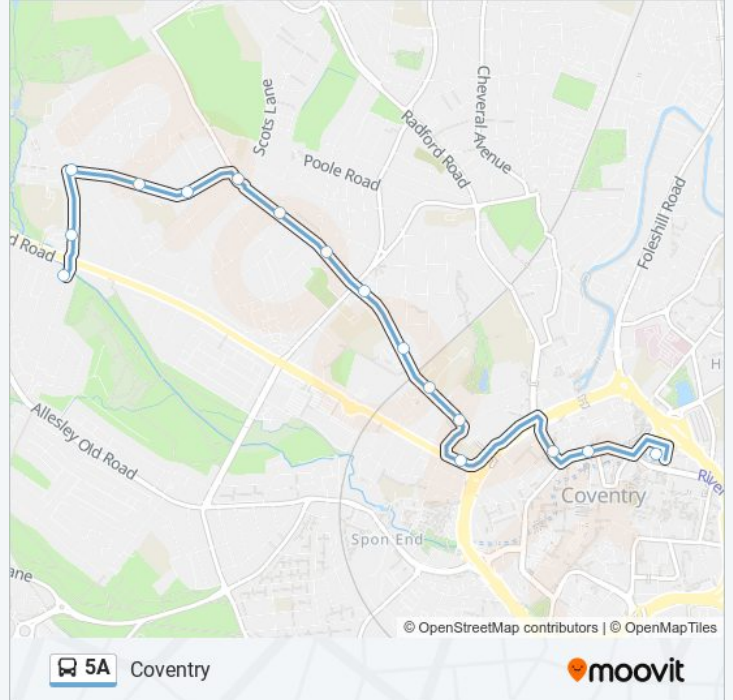 Scots Lane
Cheveral Avenue
Radford Road
Poole Road
Foleshill Road
d Road
H
Allesley Old Road
River
Coventry
Spon End
ane
© OpenStreetMap contributors | © OpenMapTiles
5A Coventry
moovit